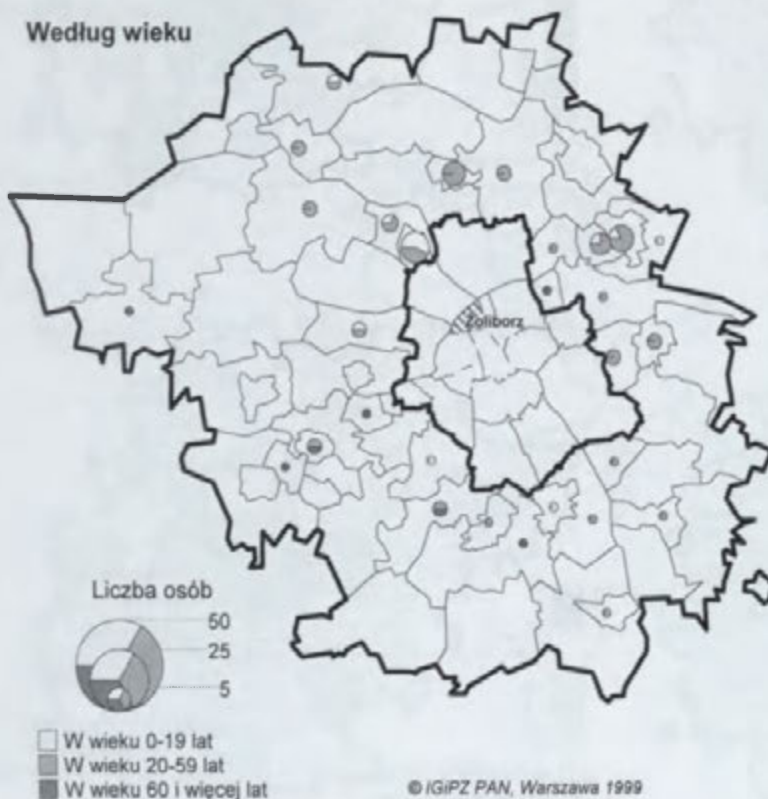 Według wieku
Żoliborz
Liczba osób
50
25
5
W wieku 0-19 lat
W wieku 20-59 lat
W wieku 60 i więcej lat
© IGiPZ PAN, Warszawa 1999